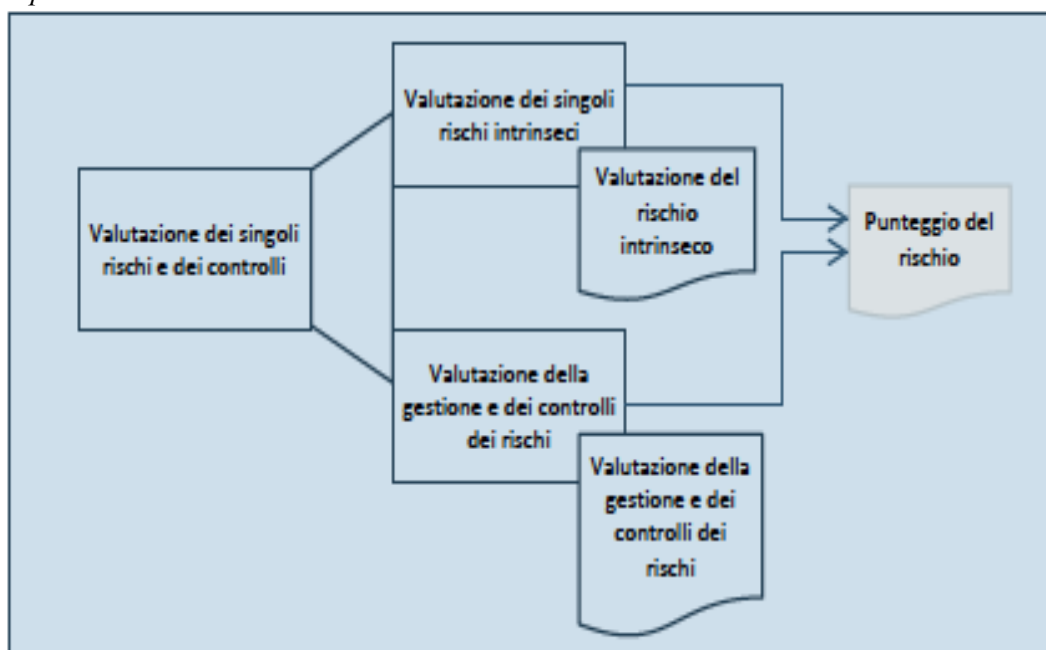 Valutazione dei singoli
rischi intrinseci
Valutazione del
rischio
intrinseco
Valutazione dei singoli
rischi e dei controlli
Punteggio del
rischio
Valutazione della
gestione e dei controlli
dei rischi
Valutazione della
gestione e dei
controlli dei
rischi